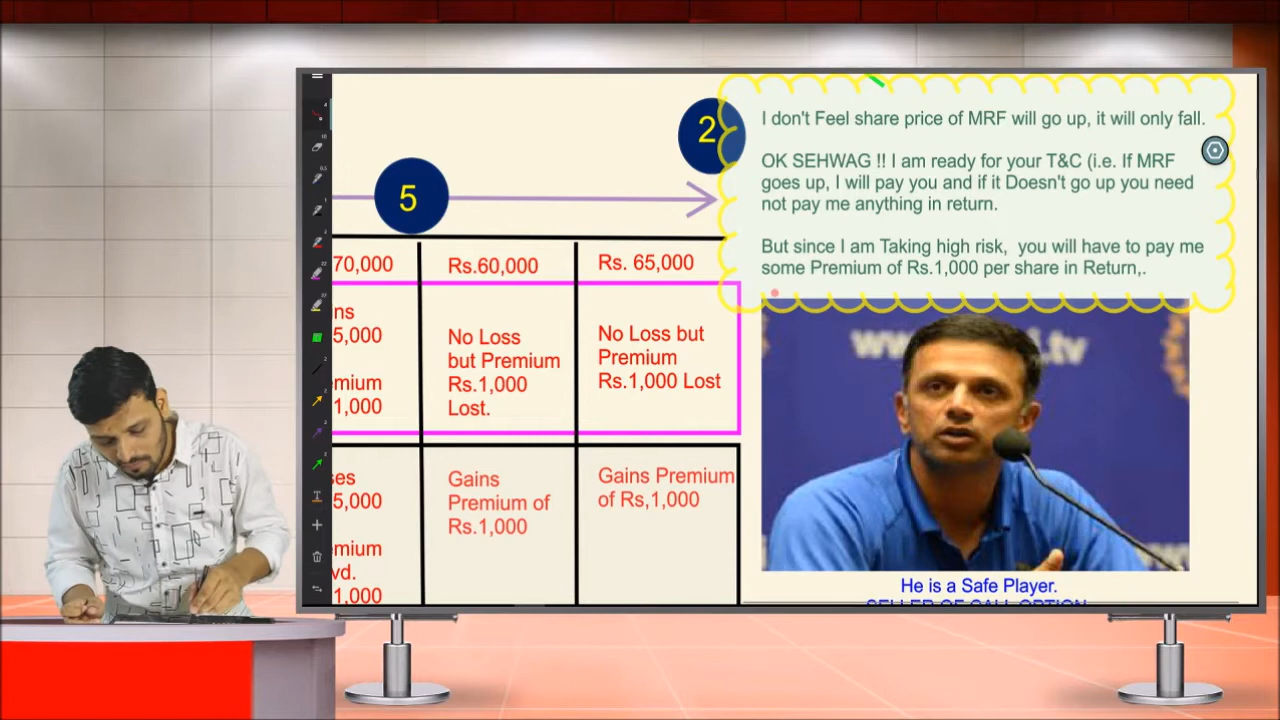 2
I don't Feel share price of MRF will go up, it will only fall.
OK SEHWAG !! I am ready for your T&C (i.e. If MRF
goes up, I will pay you and if it Doesn't go up you need
not pay me anything in return.
But since I am Taking high risk, you will have to pay me
some Premium of Rs.1,000 per share in Return,.
5
70,000
Rs.60,000
Rs. 65,000
ns
5,000
mium
1,000
No Loss
but Premium
Rs.1,000
Lost.
No Loss but
Premium
Rs.1,000 Lost
ses
5,000
emium
vd.
1,000
Gains
Premium of
Rs.1,000
Gains Premium
of Rs,1,000
He is a Safe Player.
SELLER OF CALL OPTION